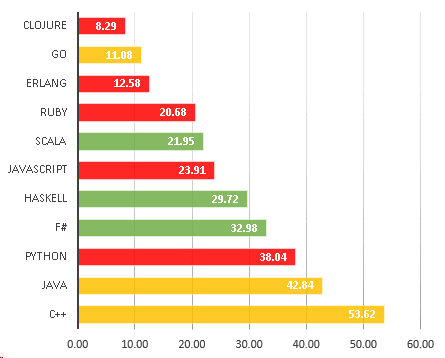 CLOJURE 8.29
GO 11.08
ERLANG 12.58
RUBY 20.68
SCALA 21.95
JAVASCRIPT 23.91
HASKELL 29.72
F# 32.98
PYTHON 38.04
JAVA 42.84
C++ 53.62
0.00 10.00 20.00 30.00 40.00 50.00 60.00